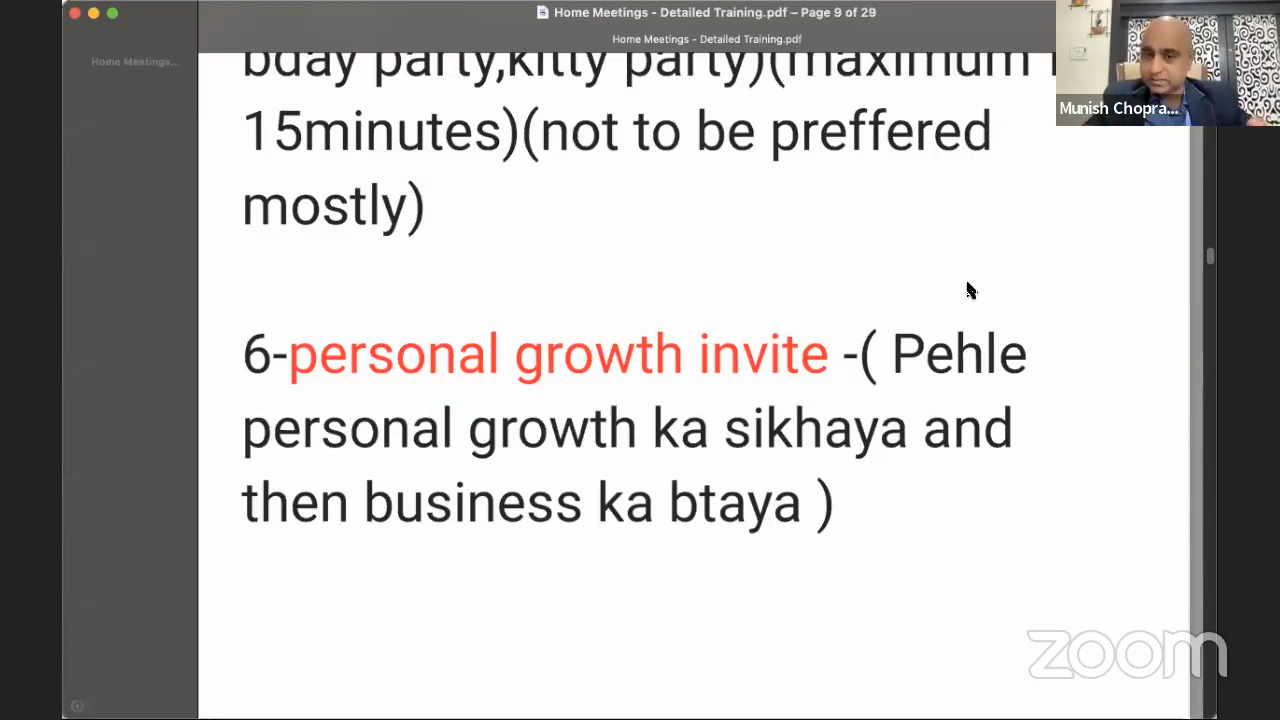 Home Meetings - Detailed Training.pdf – Page 9 of 29
Home Meetings - Detailed Training.pdf
Home Meetings...
Munish Chopra...
bday party,kitty party)(maximum
15minutes)(not to be preffered
mostly)
6-personal growth invite -( Pehle
personal growth ka sikhaya and
then business ka btaya )
zoom